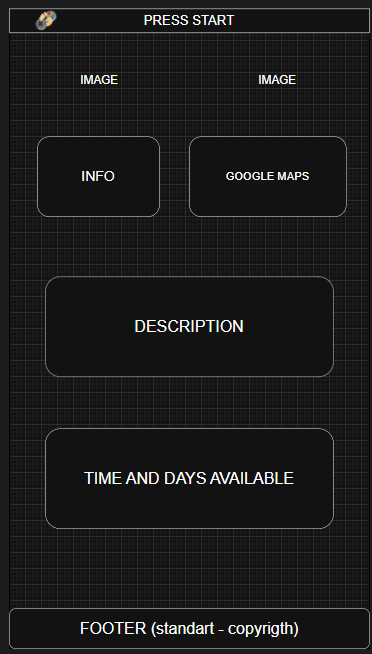 PRESS START
IMAGE
IMAGE
INFO
GOOGLE MAPS
DESCRIPTION
TIME AND DAYS AVAILABLE
FOOTER (standart - copyrigth)